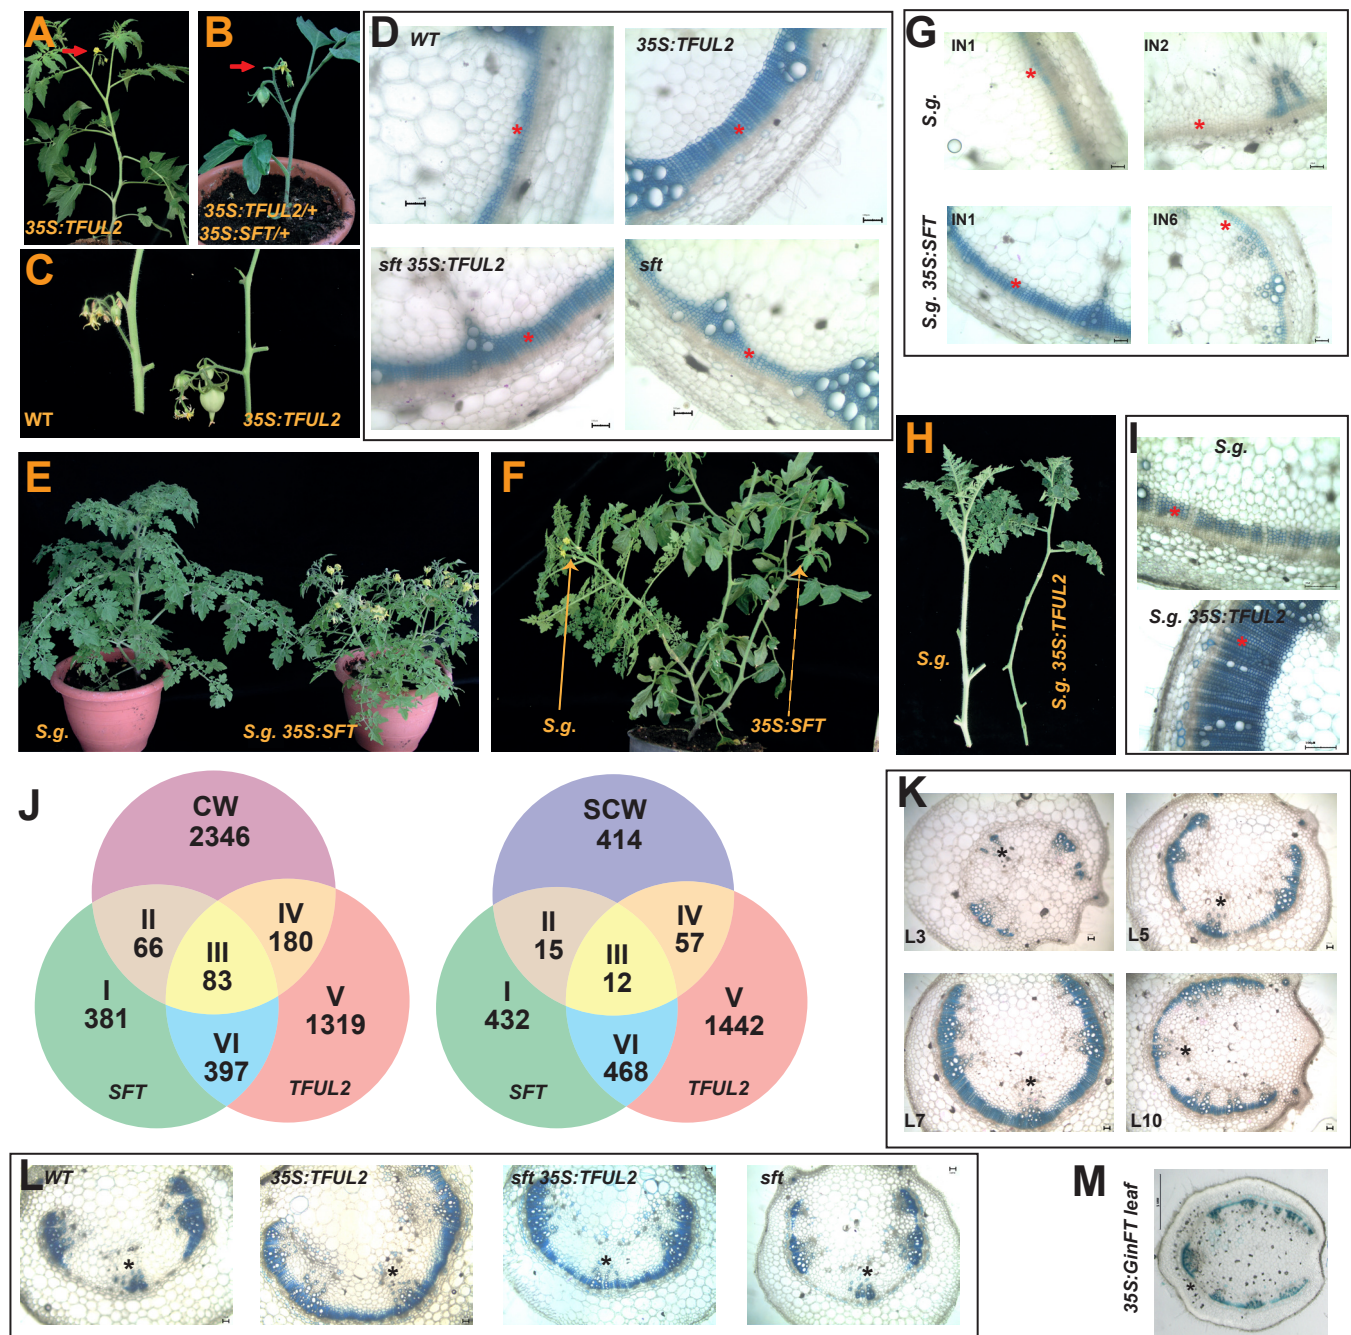 A
35S:TFUL2
B
35S:TFUL2/+
35S:SFT/+
C
WT
35S:TFUL2
D
WT
35S:TFUL2
sft 35S:TFUL2
sft
G
S.g.
IN1
IN2
S.g. 35S:SFT
IN1
IN6
E
S.g.
S.g. 35S:SFT
F
S.g.
35S:SFT
H
S.g.
S.g. 35S:TFUL2
I
S.g.
S.g. 35S:TFUL2
J
CW
2346
II
66
III
83
IV
180
I
381
V
1319
VI
397
SFT
TFUL2
SCW
414
II
15
III
12
IV
57
I
432
V
1442
VI
468
SFT
TFUL2
K
L3
L5
L7
L10
L
WT
35S:TFUL2
sft 35S:TFUL2
sft
M
35S:GinFT leaf